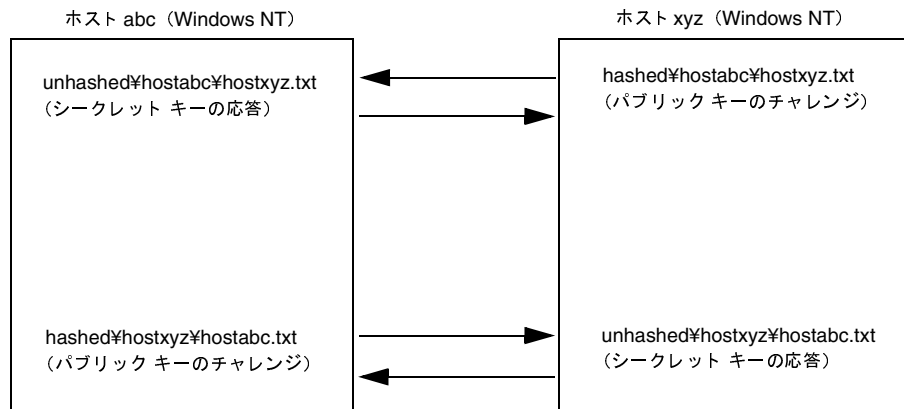 ホスト abc（Windows NT）
ホスト xyz（Windows NT）
unhashed¥hostabc¥hostxyz.txt
（シークレット キーの応答）
hashed¥hostabc¥hostxyz.txt
（パブリック キーのチャレンジ）
hashed¥hostxyz¥hostabc.txt
（パブリック キーのチャレンジ）
unhashed¥hostxyz¥hostabc.txt
（シークレット キーの応答）